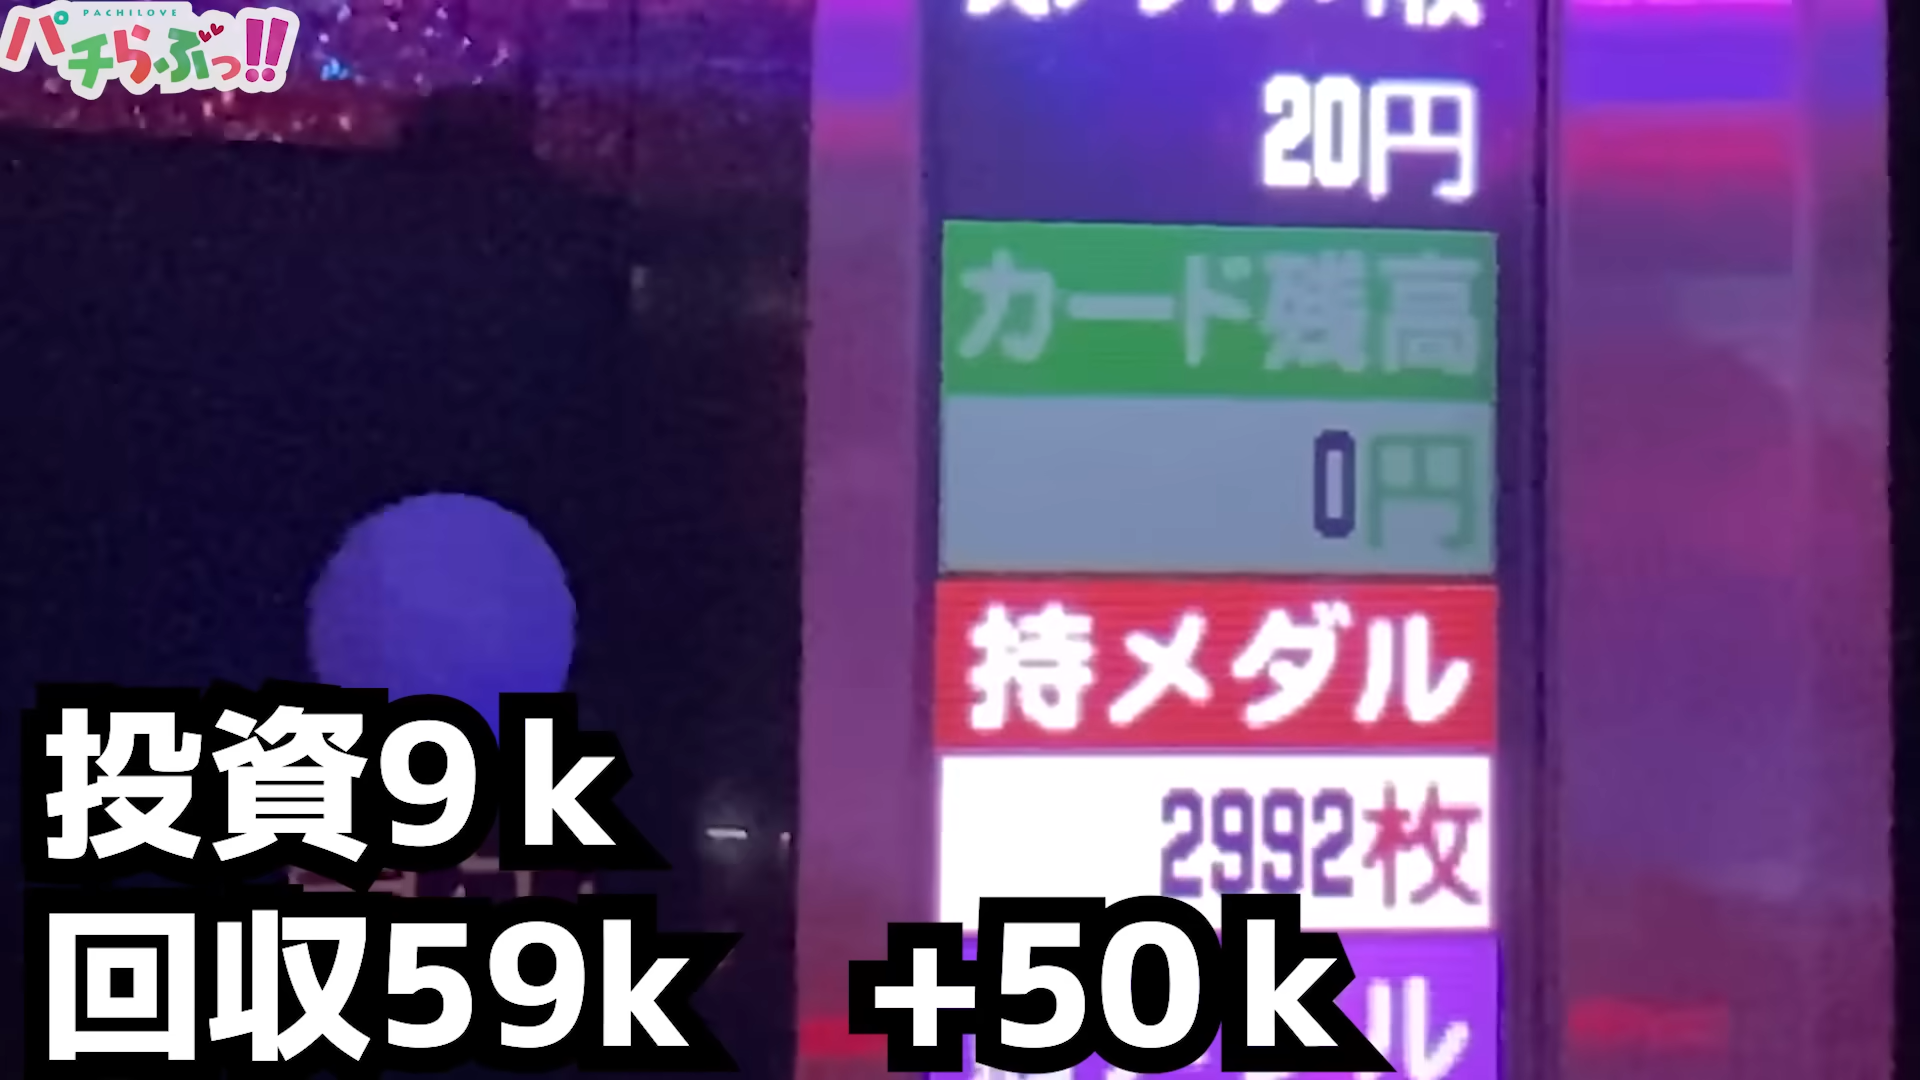 PACHILOVE
パチらぶっ!!
20円
カード残高
0円
持メダル
2992枚
投資9k
回収59k +50k